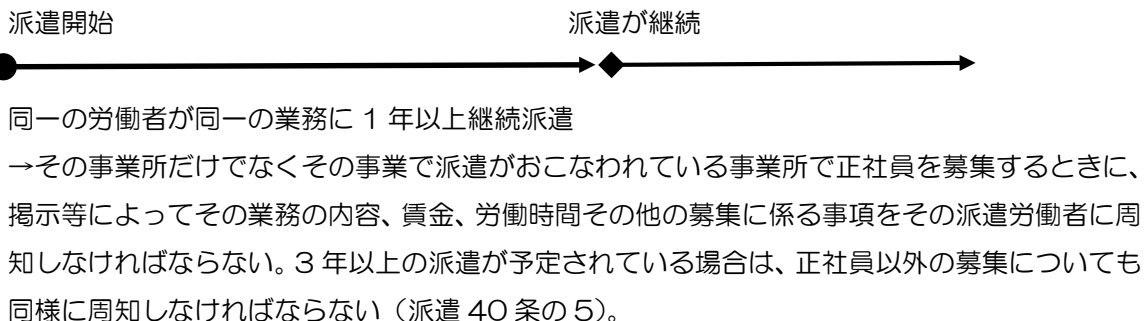 派遣開始 派遣が継続
同一の労働者が同一の業務に 1 年以上継続派遣
→その事業所だけでなくその事業で派遣がおこなわれている事業所で正社員を募集するときに、
掲示等によってその業務の内容、賃金、労働時間その他の募集に係る事項をその派遣労働者に周
知しなければならない。3 年以上の派遣が予定されている場合は、正社員以外の募集についても
同様に周知しなければならない（派遣 40 条の 5）。